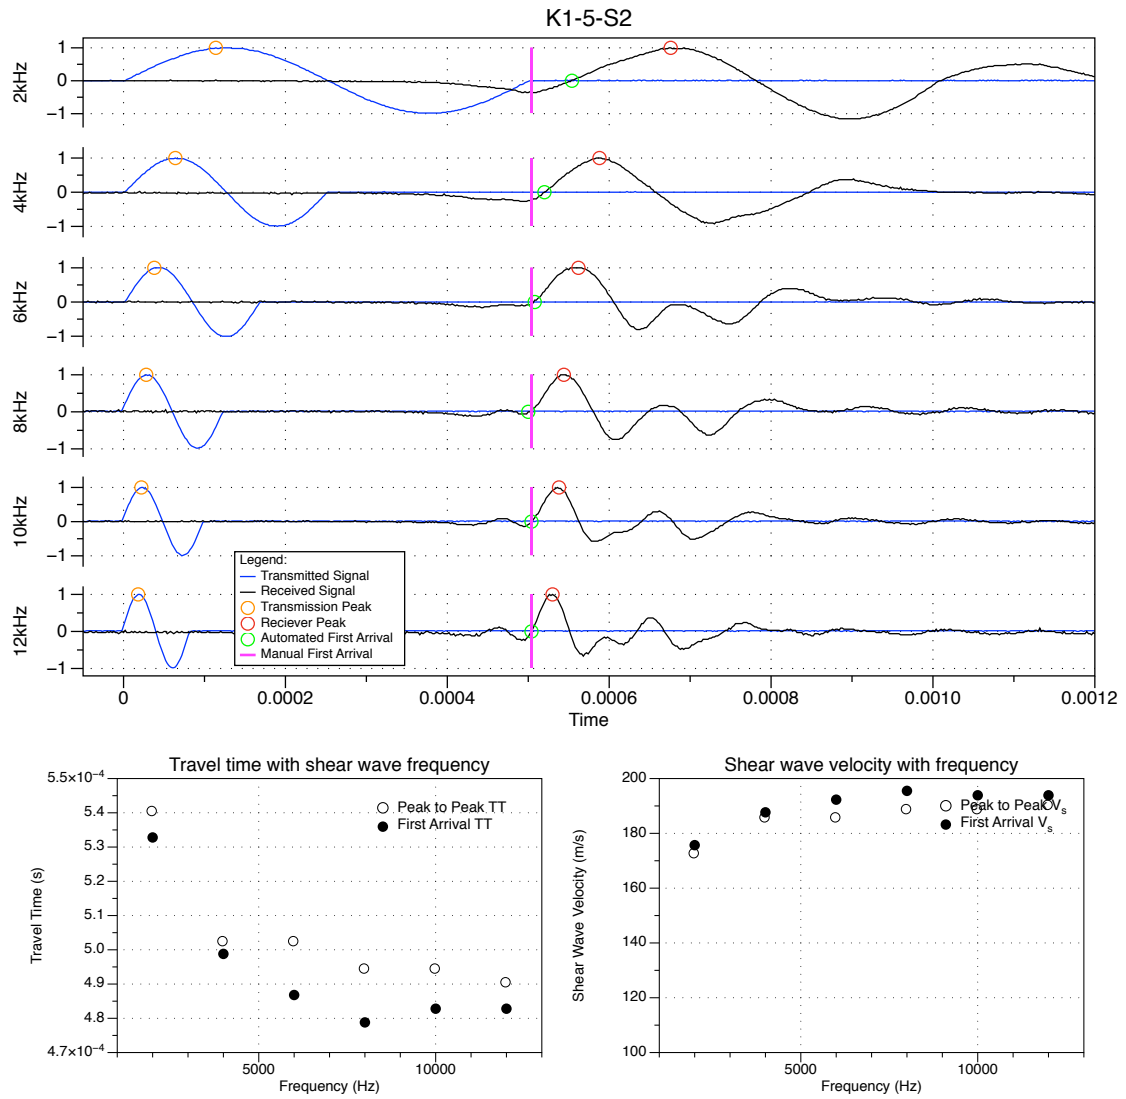 K1-5-S2
1
0
−1
2kHz
1
0
−1
4kHz
1
0
−1
6kHz
1
0
−1
8kHz
1
0
−1
10kHz
1
0
−1
12kHz
Legend:
Transmitted Signal
Received Signal
Transmission Peak
Reciever Peak
Automated First Arrival
Manual First Arrival
0 0.0002 0.0004 0.0006 0.0008 0.0010 0.0012
Time
Travel time with shear wave frequency
5.5×10⁻⁴
5.4
5.3
5.2
5.1
5.0
4.9
4.8
4.7×10⁻⁴
Travel Time (s)
Peak to Peak TT
First Arrival TT
5000 10000
Frequency (Hz)
Shear wave velocity with frequency
200
180
160
140
120
100
Shear Wave Velocity (m/s)
Peak to Peak Vₛ
First Arrival Vₛ
5000 10000
Frequency (Hz)